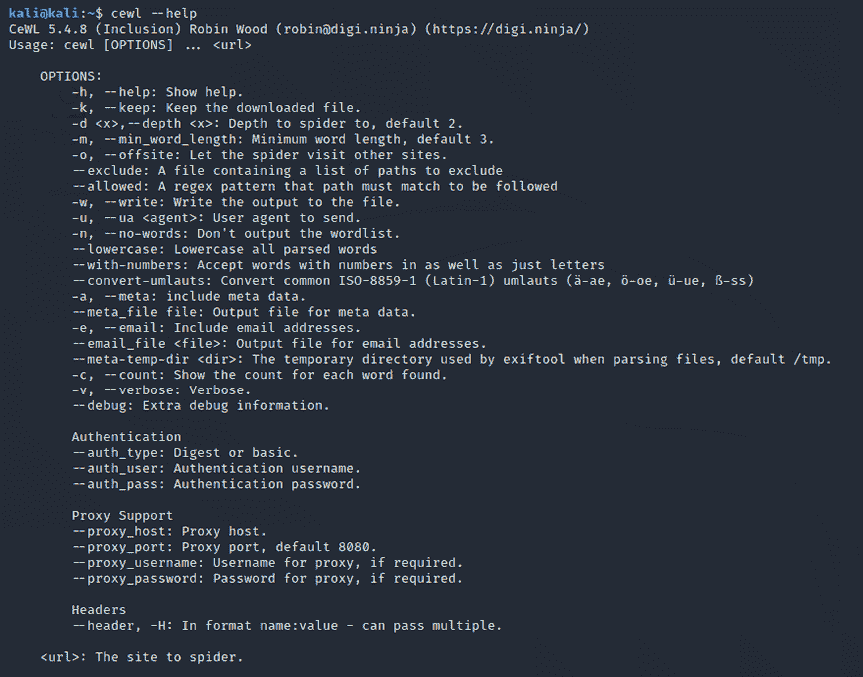 kali@kali:~$ cewl --help
CeWL 5.4.8 (Inclusion) Robin Wood (robin@digi.ninja) (https://digi.ninja/)
Usage: cewl [OPTIONS] ... <url>
OPTIONS:
-h, --help: Show help.
-k, --keep: Keep the downloaded file.
-d <x>,--depth <x>: Depth to spider to, default 2.
-m, --min_word_length: Minimum word length, default 3.
-o, --offsite: Let the spider visit other sites.
--exclude: A file containing a list of paths to exclude
--allowed: A regex pattern that path must match to be followed
-w, --write: Write the output to the file.
-u, --ua <agent>: User agent to send.
-n, --no-words: Don't output the wordlist.
--lowercase: Lowercase all parsed words
--with-numbers: Accept words with numbers in as well as just letters
--convert-umlauts: Convert common ISO-8859-1 (Latin-1) umlauts (ä-ae, ö-oe, ü-ue, ß-ss)
-a, --meta: include meta data.
--meta_file file: Output file for meta data.
-e, --email: Include email addresses.
--email_file <file>: Output file for email addresses.
--meta-temp-dir <dir>: The temporary directory used by exiftool when parsing files, default /tmp.
-c, --count: Show the count for each word found.
-v, --verbose: Verbose.
--debug: Extra debug information.
Authentication
--auth_type: Digest or basic.
--auth_user: Authentication username.
--auth_pass: Authentication password.
Proxy Support
--proxy_host: Proxy host.
--proxy_port: Proxy port, default 8080.
--proxy_username: Username for proxy, if required.
--proxy_password: Password for proxy, if required.
Headers
--header, -H: In format name:value - can pass multiple.
<url>: The site to spider.